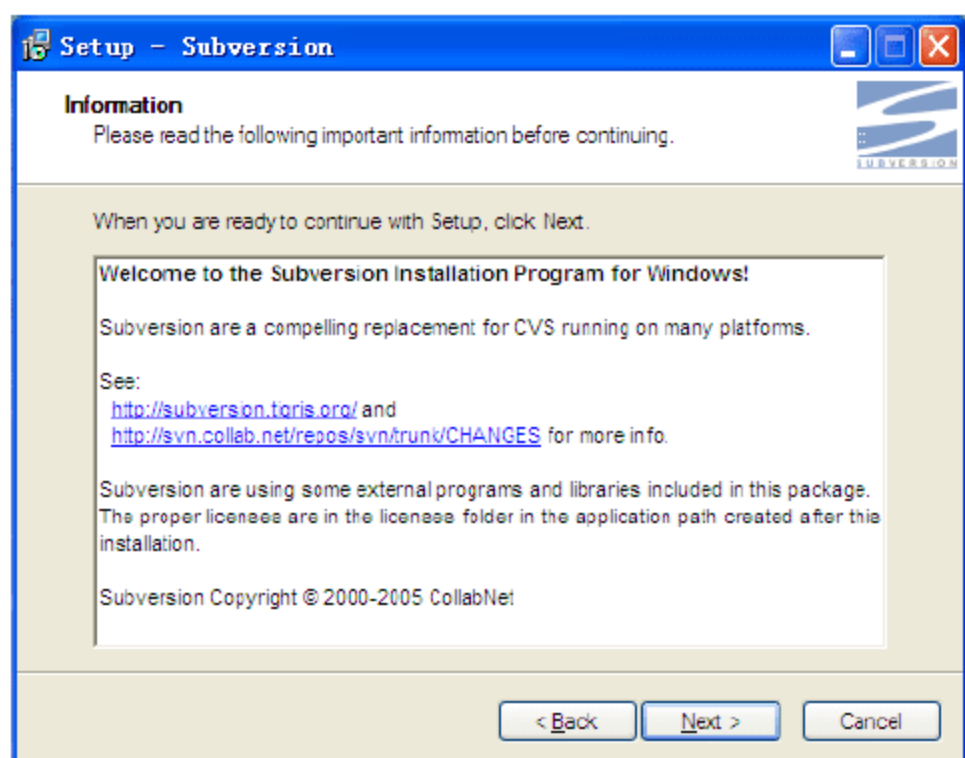 Setup - Subversion
Information
Please read the following important information before continuing.
SUBVERSION
When you are ready to continue with Setup, click Next.
Welcome to the Subversion Installation Program for Windows!
Subversion are a compelling replacement for CVS running on many platforms.
See:
http://subversion.tigris.org/ and
http://svn.collab.net/repos/svn/trunk/CHANGES for more info.
Subversion are using some external programs and libraries included in this package.
The proper licenses are in the licenses folder in the application path created after this
installation.
Subversion Copyright © 2000-2005 CollabNet
< Back
Next >
Cancel